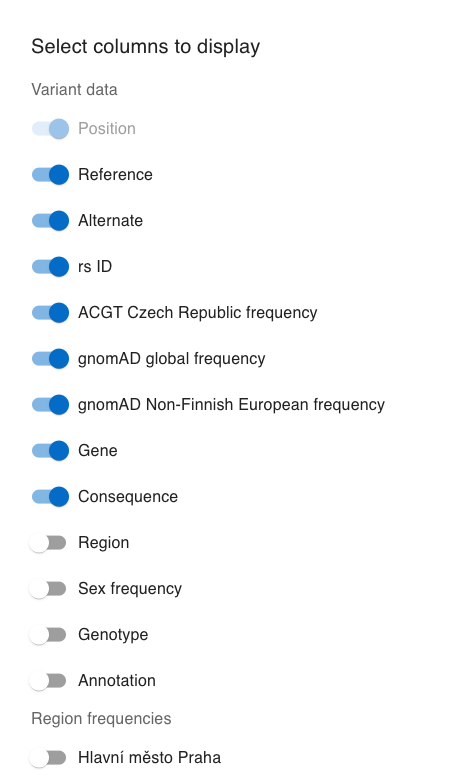 Select columns to display
Variant data
Position
Reference
Alternate
rs ID
ACGT Czech Republic frequency
gnomAD global frequency
gnomAD Non-Finnish European frequency
Gene
Consequence
Region
Sex frequency
Genotype
Annotation
Region frequencies
Hlavní město Praha